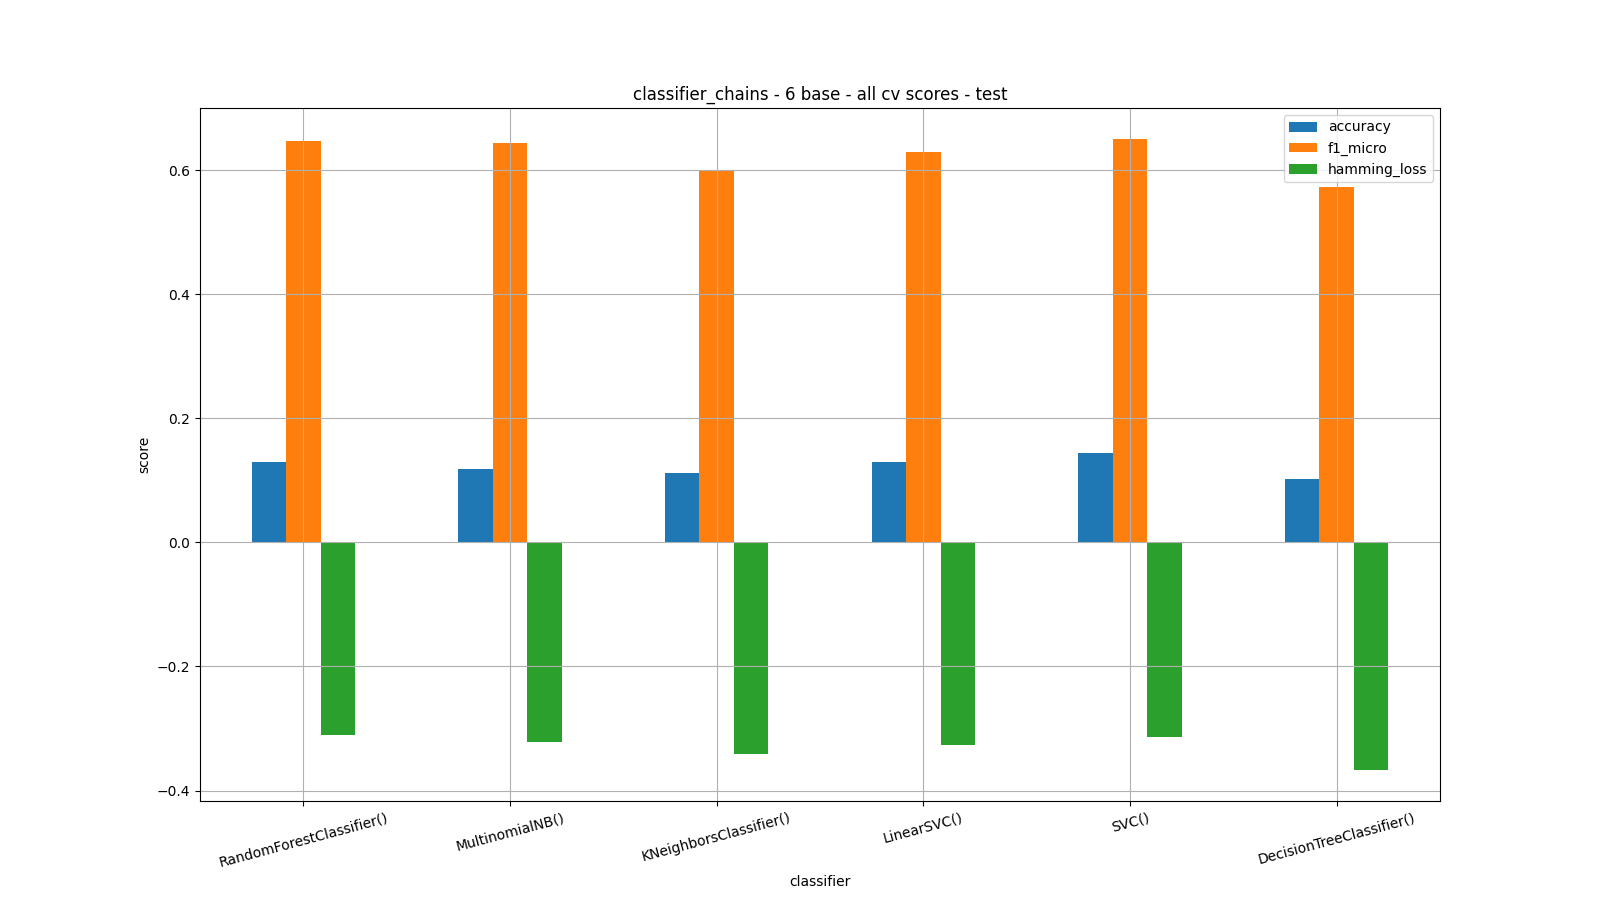 classifier_chains - 6 base - all cv scores - test
accuracy
f1_micro
hamming_loss
0.6
0.4
0.2
0.0
−0.2
−0.4
score
RandomForestClassifier()
MultinomialNB()
KNeighborsClassifier()
LinearSVC()
SVC()
DecisionTreeClassifier()
classifier